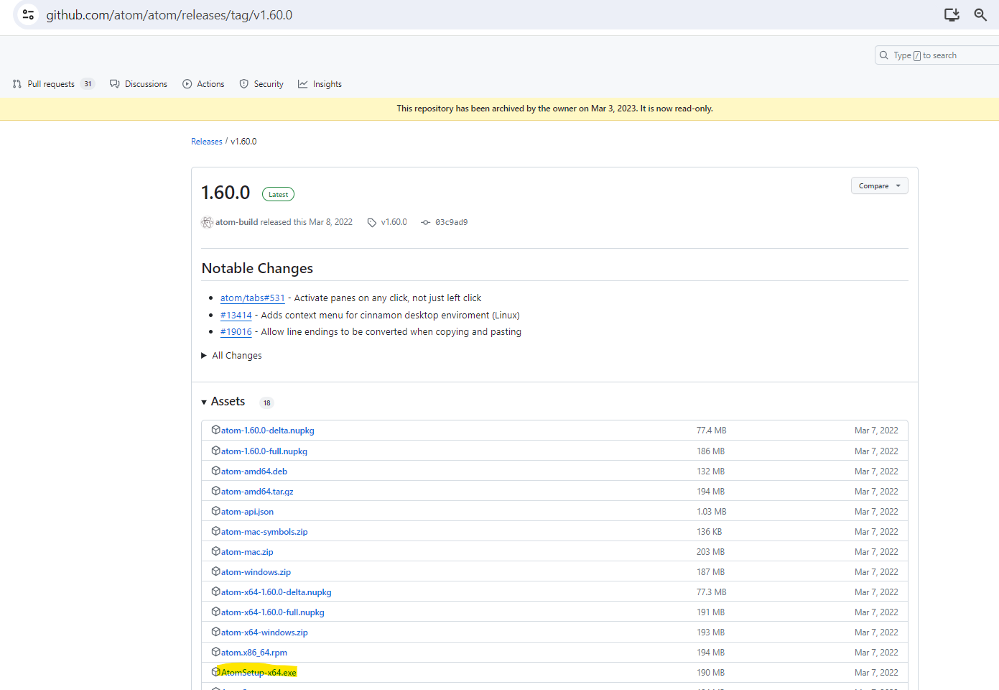 github.com/atom/atom/releases/tag/v1.60.0
Type / to search
Pull requests 31 Discussions Actions Security Insights
This repository has been archived by the owner on Mar 3, 2023. It is now read-only.
Releases / v1.60.0
1.60.0 Latest Compare
atom-build released this Mar 8, 2022 v1.60.0 03c9ad9
Notable Changes
atom/tabs#531 - Activate panes on any click, not just left click
#13414 - Adds context menu for cinnamon desktop enviroment (Linux)
#19016 - Allow line endings to be converted when copying and pasting
All Changes
Assets 18
atom-1.60.0-delta.nupkg 77.4 MB Mar 7, 2022
atom-1.60.0-full.nupkg 186 MB Mar 7, 2022
atom-amd64.deb 132 MB Mar 7, 2022
atom-amd64.tar.gz 194 MB Mar 7, 2022
atom-api.json 1.03 MB Mar 7, 2022
atom-mac-symbols.zip 136 KB Mar 7, 2022
atom-mac.zip 203 MB Mar 7, 2022
atom-windows.zip 187 MB Mar 7, 2022
atom-x64-1.60.0-delta.nupkg 77.3 MB Mar 7, 2022
atom-x64-1.60.0-full.nupkg 191 MB Mar 7, 2022
atom-x64-windows.zip 193 MB Mar 7, 2022
atom.x86_64.rpm 194 MB Mar 7, 2022
AtomSetup-x64.exe 190 MB Mar 7, 2022